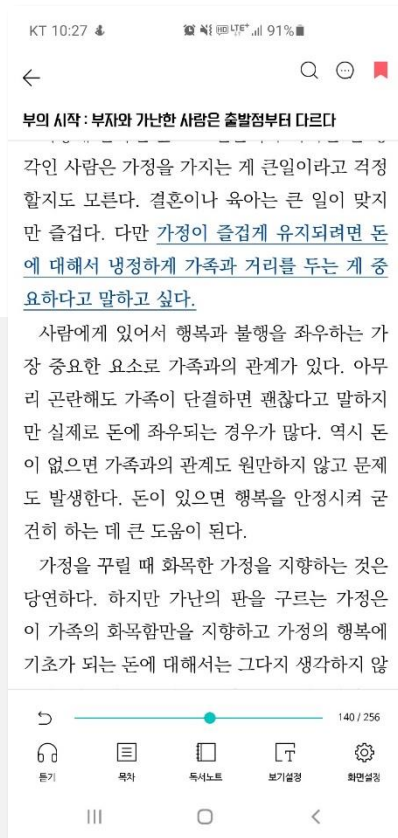 KT 10:27
LTE+ 91%
부의 시작 : 부자와 가난한 사람은 출발점부터 다르다
각인 사람은 가정을 가지는 게 큰일이라고 걱정
할지도 모른다. 결혼이나 육아는 큰 일이 맞지
만 즐겁다. 다만 가정이 즐겁게 유지되려면 돈
에 대해서 냉정하게 가족과 거리를 두는 게 중
요하다고 말하고 싶다.
사람에게 있어서 행복과 불행을 좌우하는 가
장 중요한 요소로 가족과의 관계가 있다. 아무
리 곤란해도 가족이 단결하면 괜찮다고 말하지
만 실제로 돈에 좌우되는 경우가 많다. 역시 돈
이 없으면 가족과의 관계도 원만하지 않고 문제
도 발생한다. 돈이 있으면 행복을 안정시켜 굳
건히 하는 데 큰 도움이 된다.
가정을 꾸릴 때 화목한 가정을 지향하는 것은
당연하다. 하지만 가난의 판을 구르는 가정은
이 가족의 화목함만을 지향하고 가정의 행복에
기초가 되는 돈에 대해서는 그다지 생각하지 않
140 / 256
듣기
목차
독서노트
보기설정
화면설정